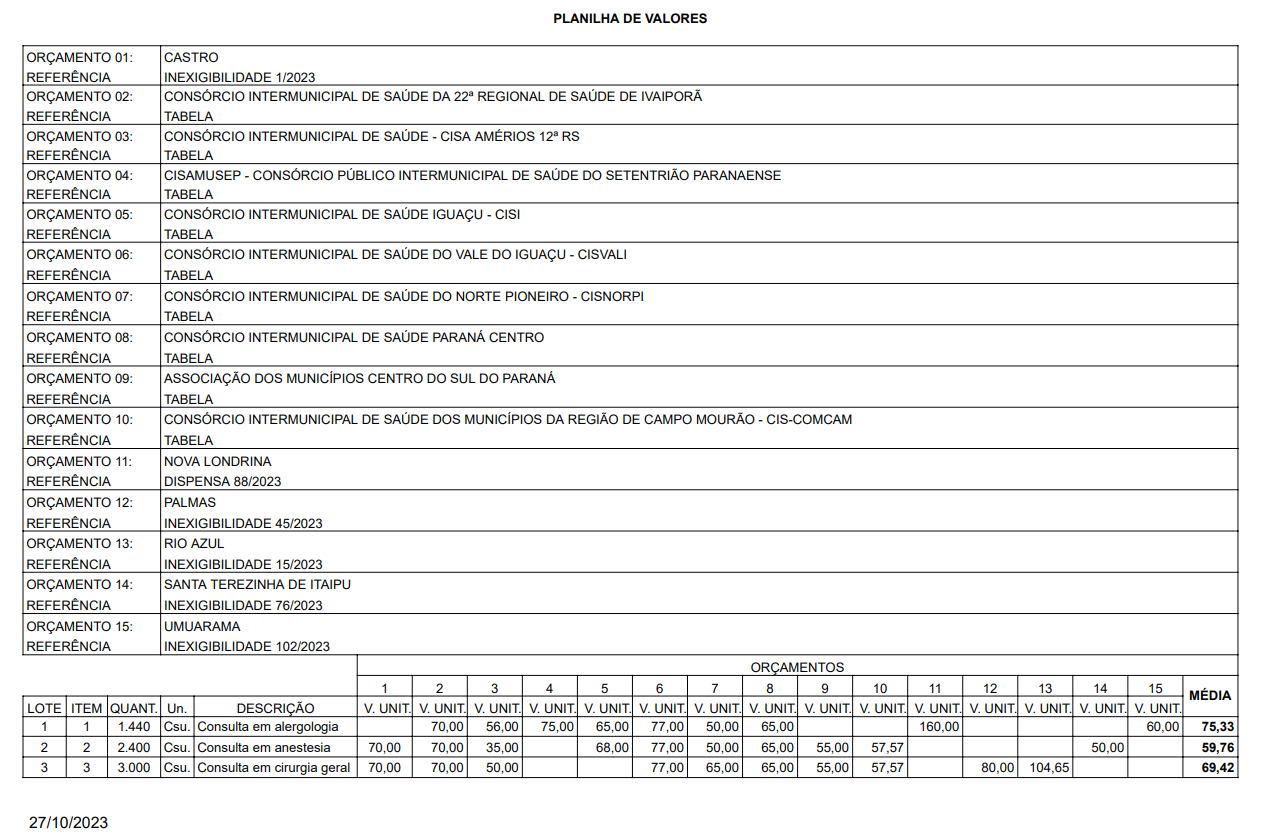 PLANILHA DE VALORES
ORÇAMENTO 01: CASTRO
REFERÊNCIA INEXIGIBILIDADE 1/2023
ORÇAMENTO 02: CONSÓRCIO INTERMUNICIPAL DE SAÚDE DA 22ª REGIONAL DE SAÚDE DE IVAIPORÃ
REFERÊNCIA TABELA
ORÇAMENTO 03: CONSÓRCIO INTERMUNICIPAL DE SAÚDE - CISA AMÉRIOS 12ª RS
REFERÊNCIA TABELA
ORÇAMENTO 04: CISAMUSEP - CONSÓRCIO PÚBLICO INTERMUNICIPAL DE SAÚDE DO SETENTRIÃO PARANAENSE
REFERÊNCIA TABELA
ORÇAMENTO 05: CONSÓRCIO INTERMUNICIPAL DE SAÚDE IGUAÇU - CISI
REFERÊNCIA TABELA
ORÇAMENTO 06: CONSÓRCIO INTERMUNICIPAL DE SAÚDE DO VALE DO IGUAÇU - CISVALI
REFERÊNCIA TABELA
ORÇAMENTO 07: CONSÓRCIO INTERMUNICIPAL DE SAÚDE DO NORTE PIONEIRO - CISNORPI
REFERÊNCIA TABELA
ORÇAMENTO 08: CONSÓRCIO INTERMUNICIPAL DE SAÚDE PARANÁ CENTRO
REFERÊNCIA TABELA
ORÇAMENTO 09: ASSOCIAÇÃO DOS MUNICÍPIOS CENTRO DO SUL DO PARANÁ
REFERÊNCIA TABELA
ORÇAMENTO 10: CONSÓRCIO INTERMUNICIPAL DE SAÚDE DOS MUNICÍPIOS DA REGIÃO DE CAMPO MOURÃO - CIS-COMCAM
REFERÊNCIA TABELA
ORÇAMENTO 11: NOVA LONDRINA
REFERÊNCIA DISPENSA 88/2023
ORÇAMENTO 12: PALMAS
REFERÊNCIA INEXIGIBILIDADE 45/2023
ORÇAMENTO 13: RIO AZUL
REFERÊNCIA INEXIGIBILIDADE 15/2023
ORÇAMENTO 14: SANTA TEREZINHA DE ITAIPU
REFERÊNCIA INEXIGIBILIDADE 76/2023
ORÇAMENTO 15: UMUARAMA
REFERÊNCIA INEXIGIBILIDADE 102/2023
ORÇAMENTOS
1 2 3 4 5 6 7 8 9 10 11 12 13 14 15 MÉDIA
LOTE ITEM QUANT. Un. DESCRIÇÃO V. UNIT. V. UNIT. V. UNIT. V. UNIT. V. UNIT. V. UNIT. V. UNIT. V. UNIT. V. UNIT. V. UNIT. V. UNIT. V. UNIT. V. UNIT. V. UNIT. V. UNIT.
1 1 1.440 Csu. Consulta em alergologia 70,00 56,00 75,00 65,00 77,00 50,00 65,00 160,00 60,00 75,33
2 2 2.400 Csu. Consulta em anestesia 70,00 70,00 35,00 68,00 77,00 50,00 65,00 55,00 57,57 50,00 59,76
3 3 3.000 Csu. Consulta em cirurgia geral 70,00 70,00 50,00 77,00 65,00 65,00 55,00 57,57 80,00 104,65 69,42
27/10/2023